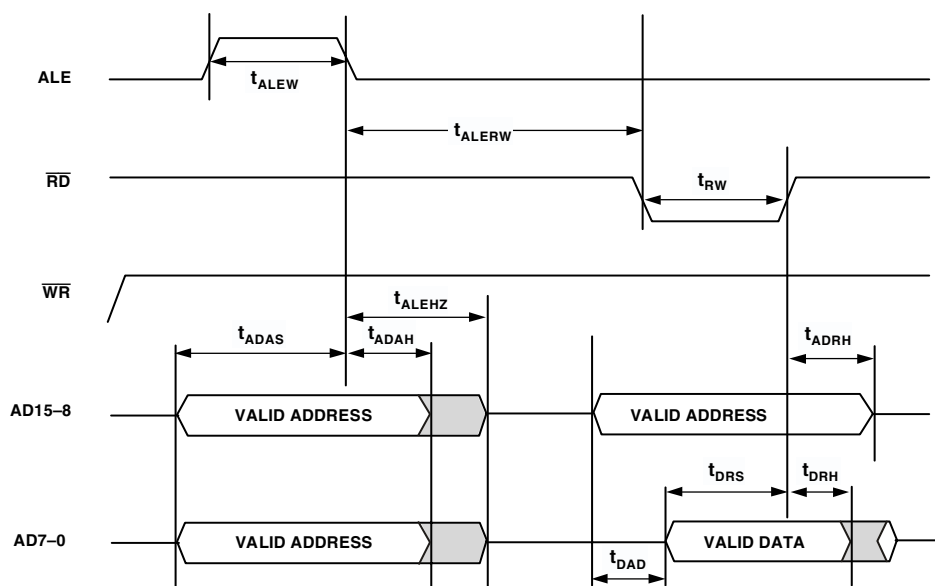 ALE
tALEW
tALERW
RD
tRW
WR
tALEHZ
tADAS
tADAH
tADRH
AD15–8
VALID ADDRESS
VALID ADDRESS
tDRS
tDRH
AD7–0
VALID ADDRESS
VALID DATA
tDAD